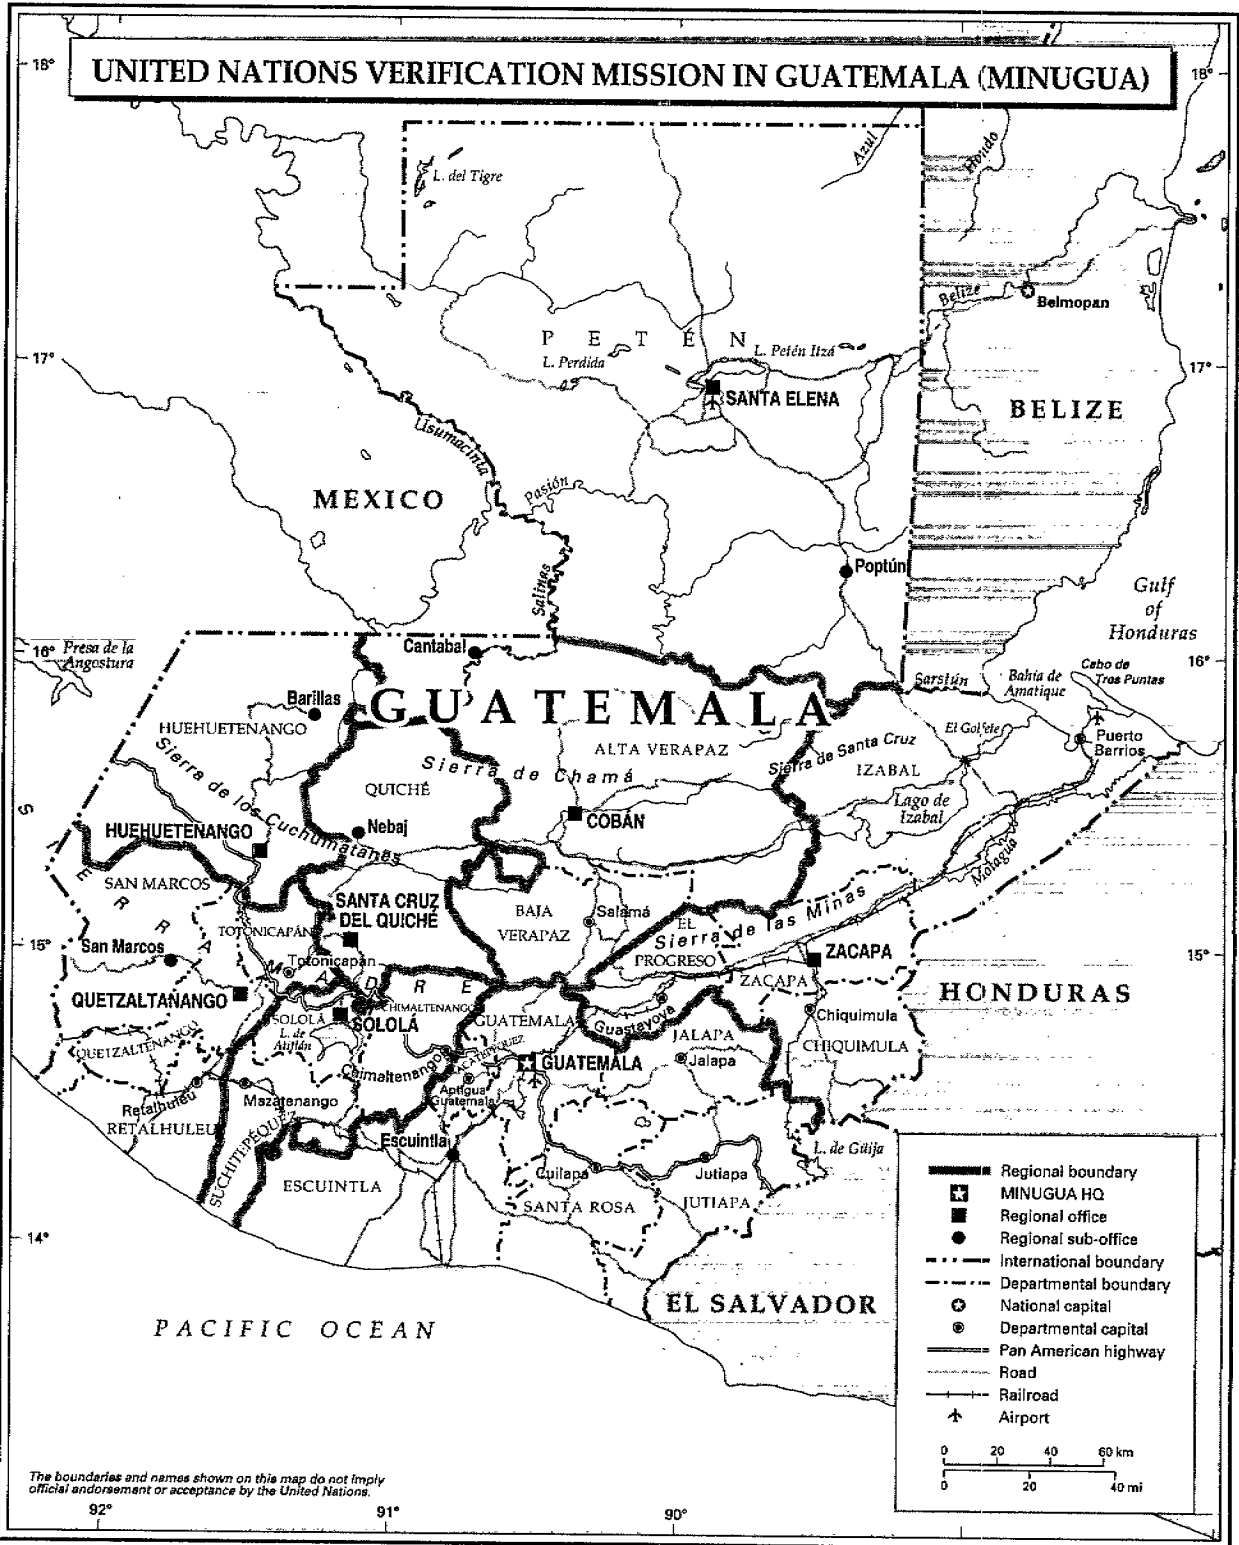 UNITED NATIONS VERIFICATION MISSION IN GUATEMALA (MINUGUA)
18°
18°
Azul
Hondo
L. del Tigre
Belize
Belmopan
PETÉN
17°
L. Perdida
L. Petén Itzá
17°
SANTA ELENA
BELIZE
Usumacinta
MEXICO
Pasión
Salinas
Poptún
Gulf
of
Honduras
16°
Presa de la
Angostura
Cantabal
16°
Sarstún
Bahía de
Amatique
Cabo de
Tres Puntas
Barillas
GUATEMALA
HUEHUETENANGO
El Golfete
Puerto
Barrios
ALTA VERAPAZ
Sierra de Santa Cruz
IZABAL
Sierra de los Cuchumatanes
Sierra de Chamá
QUICHÉ
Lago de
Izabal
HUEHUETENANGO
Nebaj
COBÁN
Motagua
SIERRA MADRE
SAN MARCOS
SANTA CRUZ
DEL QUICHÉ
BAJA
VERAPAZ
Salamá
EL
PROGRESO
Sierra de las Minas
TOTONICAPÁN
San Marcos
15°
Totonicapán
ZACAPA
15°
ZACAPA
QUETZALTANANGO
HONDURAS
CHIMALTENANGO
SOLOLÁ
SOLOLÁ
L. de
Atitlán
GUATEMALA
Guastayoya
Chiquimula
JALAPA
CHIQUIMULA
QUETZALTENANGO
Caimaltenango
SACATEPÉQUEZ
GUATEMALA
Jalapa
Retalhuleu
Mazatenango
Aptigua
Guatemala
RETALHULEU
SUCHITEPÉQUEZ
Escuintla
L. de Güija
ESCUINTLA
Cuilapa
Jutiapa
SANTA ROSA
JUTIAPA
14°
EL SALVADOR
PACIFIC OCEAN
Regional boundary
MINUGUA HQ
Regional office
Regional sub-office
International boundary
Departmental boundary
National capital
Departmental capital
Pan American highway
Road
Railroad
Airport
0 20 40 60 km
0 20 40 mi
The boundaries and names shown on this map do not imply
official endorsement or acceptance by the United Nations.
92°
91°
90°